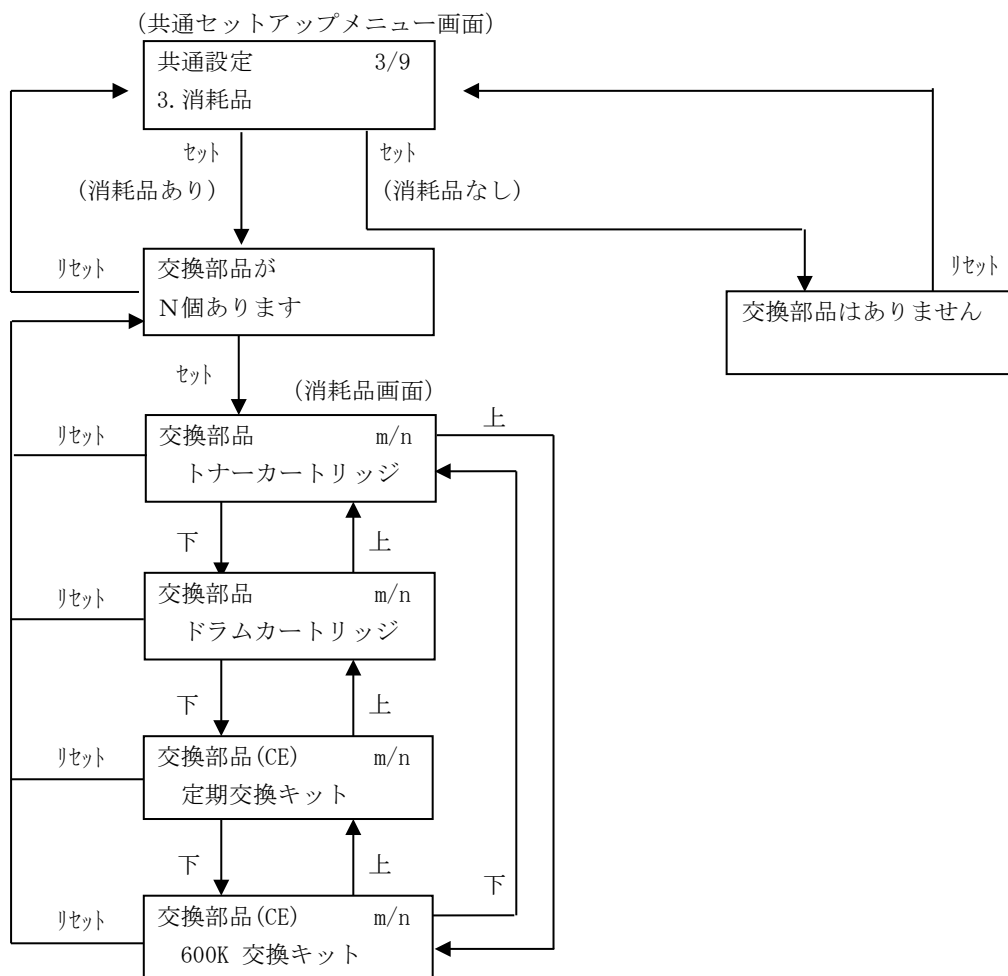 (共通セットアップメニュー画面)
共通設定 3/9
3.消耗品
セット
セット
(消耗品あり)
(消耗品なし)
リセット
交換部品が
N個あります
リセット
交換部品はありません
セット
(消耗品画面)
リセット
交換部品 m/n
トナーカートリッジ
上
下
上
リセット
交換部品 m/n
ドラムカートリッジ
下
上
リセット
交換部品(CE) m/n
定期交換キット
下
上
下
リセット
交換部品(CE) m/n
600K 交換キット